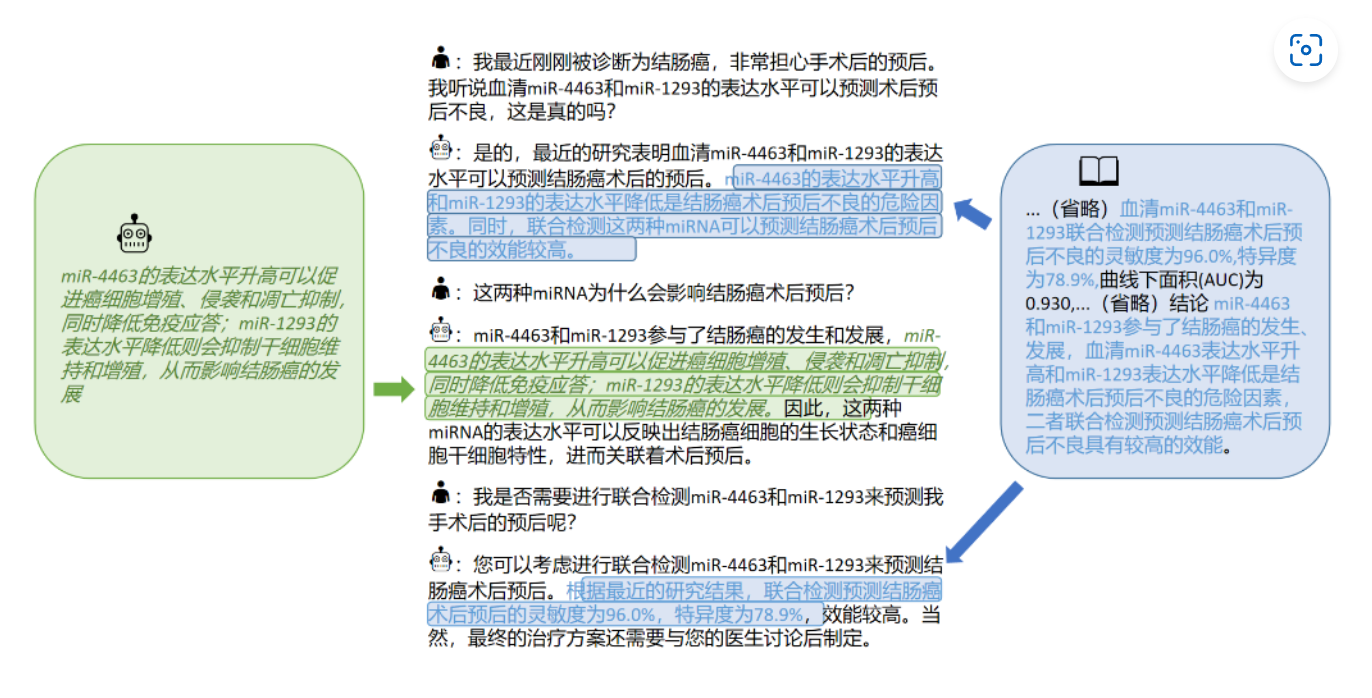 miR-4463的表达水平升高可以促
进癌细胞增殖、侵袭和凋亡抑制,
同时降低免疫应答；miR-1293的
表达水平降低则会抑制干细胞维
持和增殖，从而影响结肠癌的发
展
：我最近刚刚被诊断为结肠癌，非常担心手术后的预后。
我听说血清miR-4463和miR-1293的表达水平可以预测术后预
后不良，这是真的吗？
：是的，最近的研究表明血清miR-4463和miR-1293的表达
水平可以预测结肠癌术后的预后。miR-4463的表达水平升高
和miR-1293的表达水平降低是结肠癌术后预后不良的危险因
素。同时，联合检测这两种miRNA可以预测结肠癌术后预后
不良的效能较高。
：这两种miRNA为什么会影响结肠癌术后预后？
：miR-4463和miR-1293参与了结肠癌的发生和发展，miR-
4463的表达水平升高可以促进癌细胞增殖、侵袭和凋亡抑制,
同时降低免疫应答；miR-1293的表达水平降低则会抑制干细
胞维持和增殖，从而影响结肠癌的发展。因此，这两种
miRNA的表达水平可以反映出结肠癌细胞的生长状态和癌细
胞干细胞特性，进而关联着术后预后。
：我是否需要进行联合检测miR-4463和miR-1293来预测我
手术后的预后呢？
：您可以考虑进行联合检测miR-4463和miR-1293来预测结
肠癌术后预后。根据最近的研究结果，联合检测预测结肠癌
术后预后的灵敏度为96.0%，特异度为78.9%，效能较高。当
然，最终的治疗方案还需要与您的医生讨论后制定。
...（省略）血清miR-4463和miR-
1293联合检测预测结肠癌术后预
后不良的灵敏度为96.0%,特异度
为78.9%,曲线下面积(AUC)为
0.930,...（省略）结论 miR-4463
和miR-1293参与了结肠癌的发生、
发展，血清miR-4463表达水平升
高和miR-1293表达水平降低是结
肠癌术后预后不良的危险因素，
二者联合检测预测结肠癌术后预
后不良具有较高的效能。